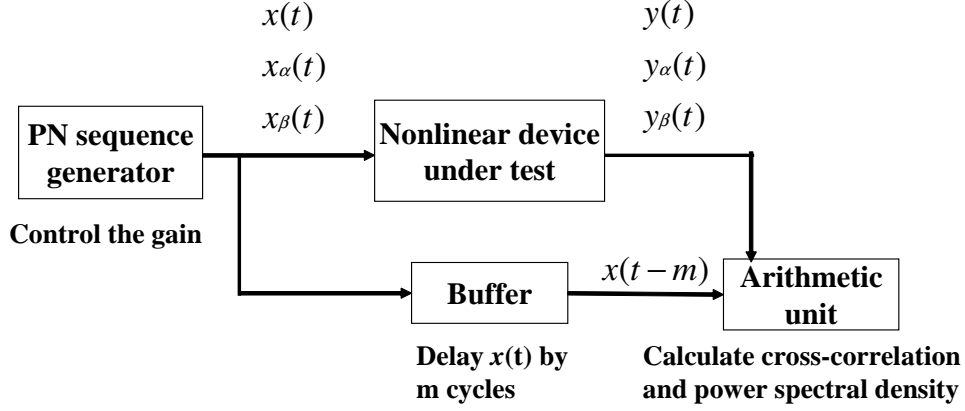 x(t)
xα(t)
xβ(t)
y(t)
yα(t)
yβ(t)
PN sequence
generator
Control the gain
Nonlinear device
under test
Buffer
Delay x(t) by
m cycles
x(t − m)
Arithmetic
unit
Calculate cross-correlation
and power spectral density